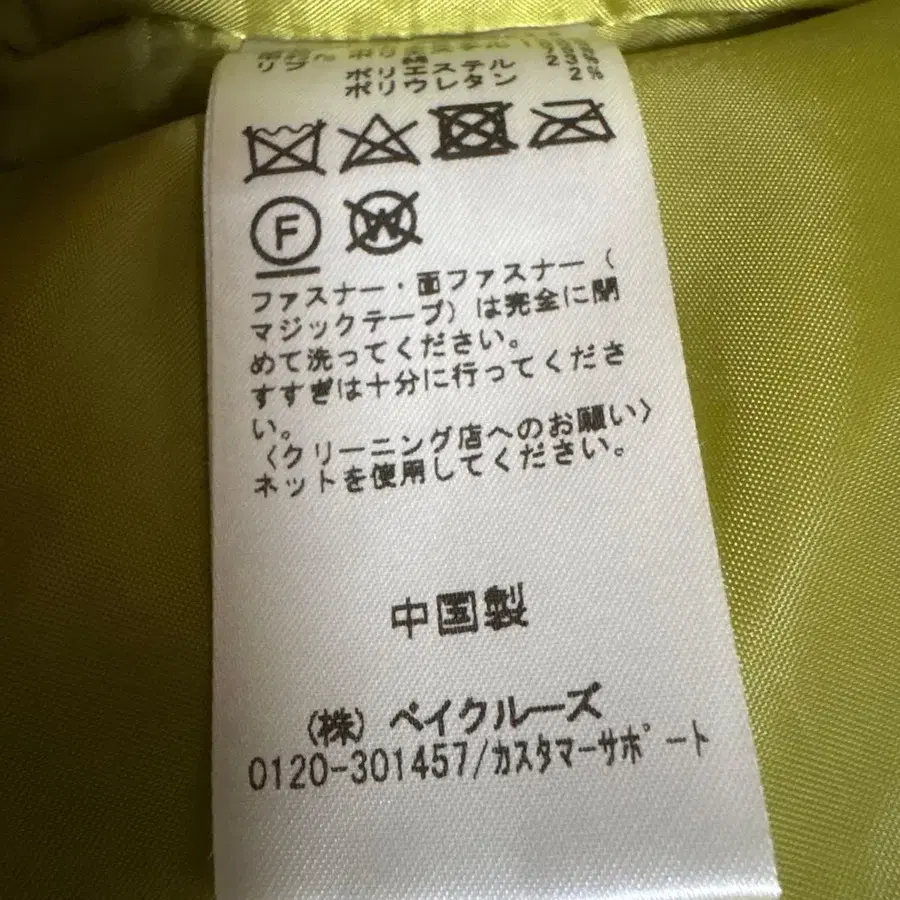 リブ
ポリエステル
ポリウレタン 2%
F W
ファスナー・面ファスナー(
マジックテープ)は完全に閉
めて洗ってください。
すすぎは十分に行ってくださ
い。
〈クリーニング店へのお願い〉
ネットを使用してください。
中国製
(株) ベイクルーズ
0120-301457/カスタマーサポート